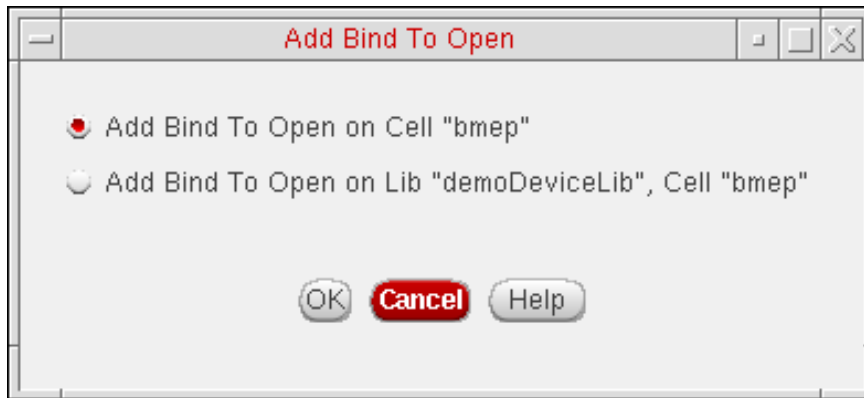 Add Bind To Open
Add Bind To Open on Cell "bmep"
Add Bind To Open on Lib "demoDeviceLib", Cell "bmep"
OK Cancel Help